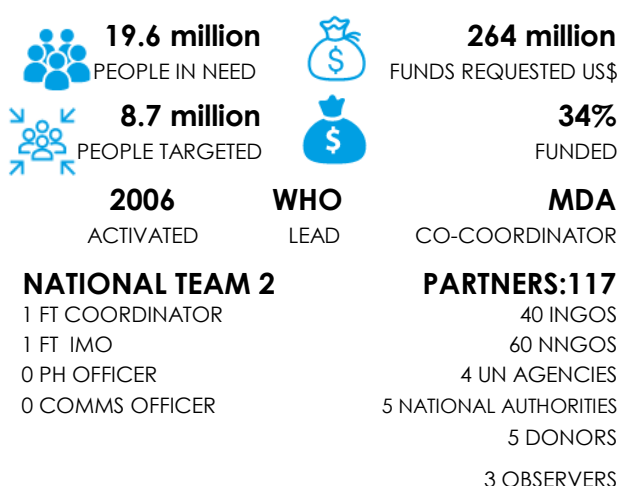 19.6 million
PEOPLE IN NEED
$
264 million
FUNDS REQUESTED US$
8.7 million
PEOPLE TARGETED
$
34%
FUNDED
2006
ACTIVATED
WHO
LEAD
MDA
CO-COORDINATOR
NATIONAL TEAM 2
1 FT COORDINATOR
1 FT IMO
0 PH OFFICER
0 COMMS OFFICER
PARTNERS:117
40 INGOS
60 NNGOS
4 UN AGENCIES
5 NATIONAL AUTHORITIES
5 DONORS
3 OBSERVERS